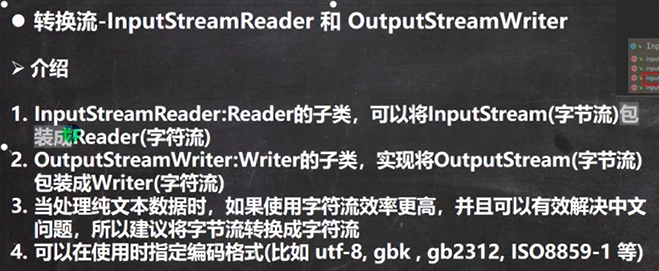 ● 转换流-InputStreamReader 和 OutputStreamWriter
➢ 介绍
1. InputStreamReader:Reader的子类，可以将InputStream(字节流)包
装成Reader(字符流)
2. OutputStreamWriter:Writer的子类，实现将OutputStream(字节流)
包装成Writer(字符流)
3. 当处理纯文本数据时，如果使用字符流效率更高，并且可以有效解决中文
问题，所以建议将字节流转换成字符流
4. 可以在使用时指定编码格式(比如 utf-8, gbk , gb2312, ISO8859-1 等)